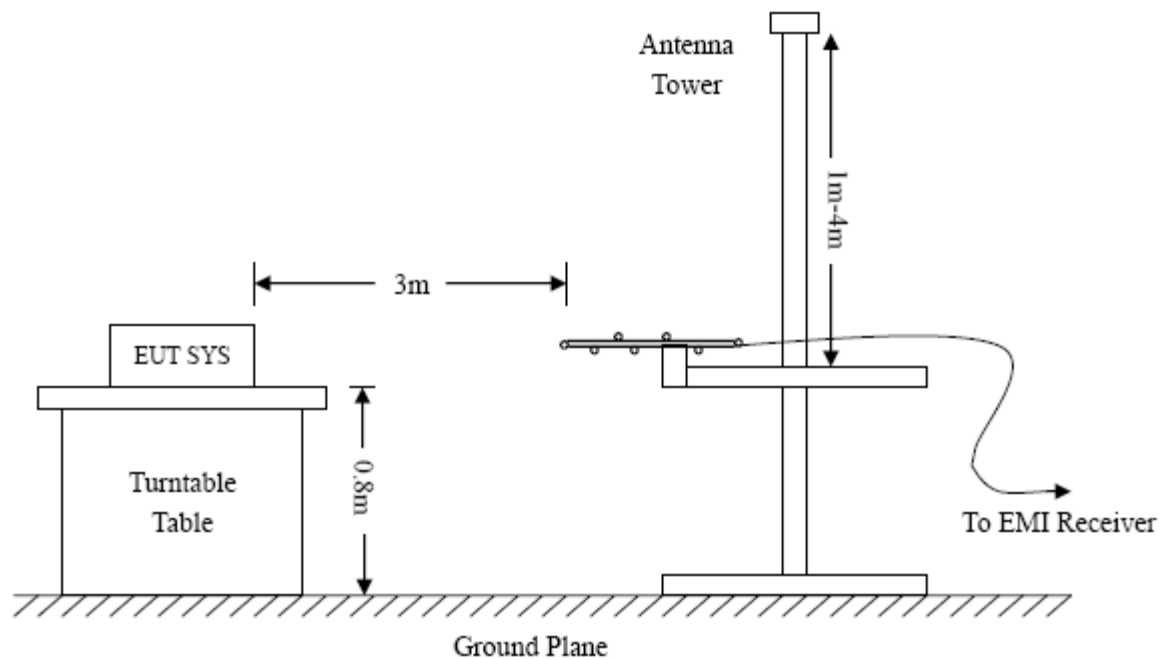 Antenna
Tower
1m-4m
3m
EUT SYS
0.8m
Turntable
Table
To EMI Receiver
Ground Plane